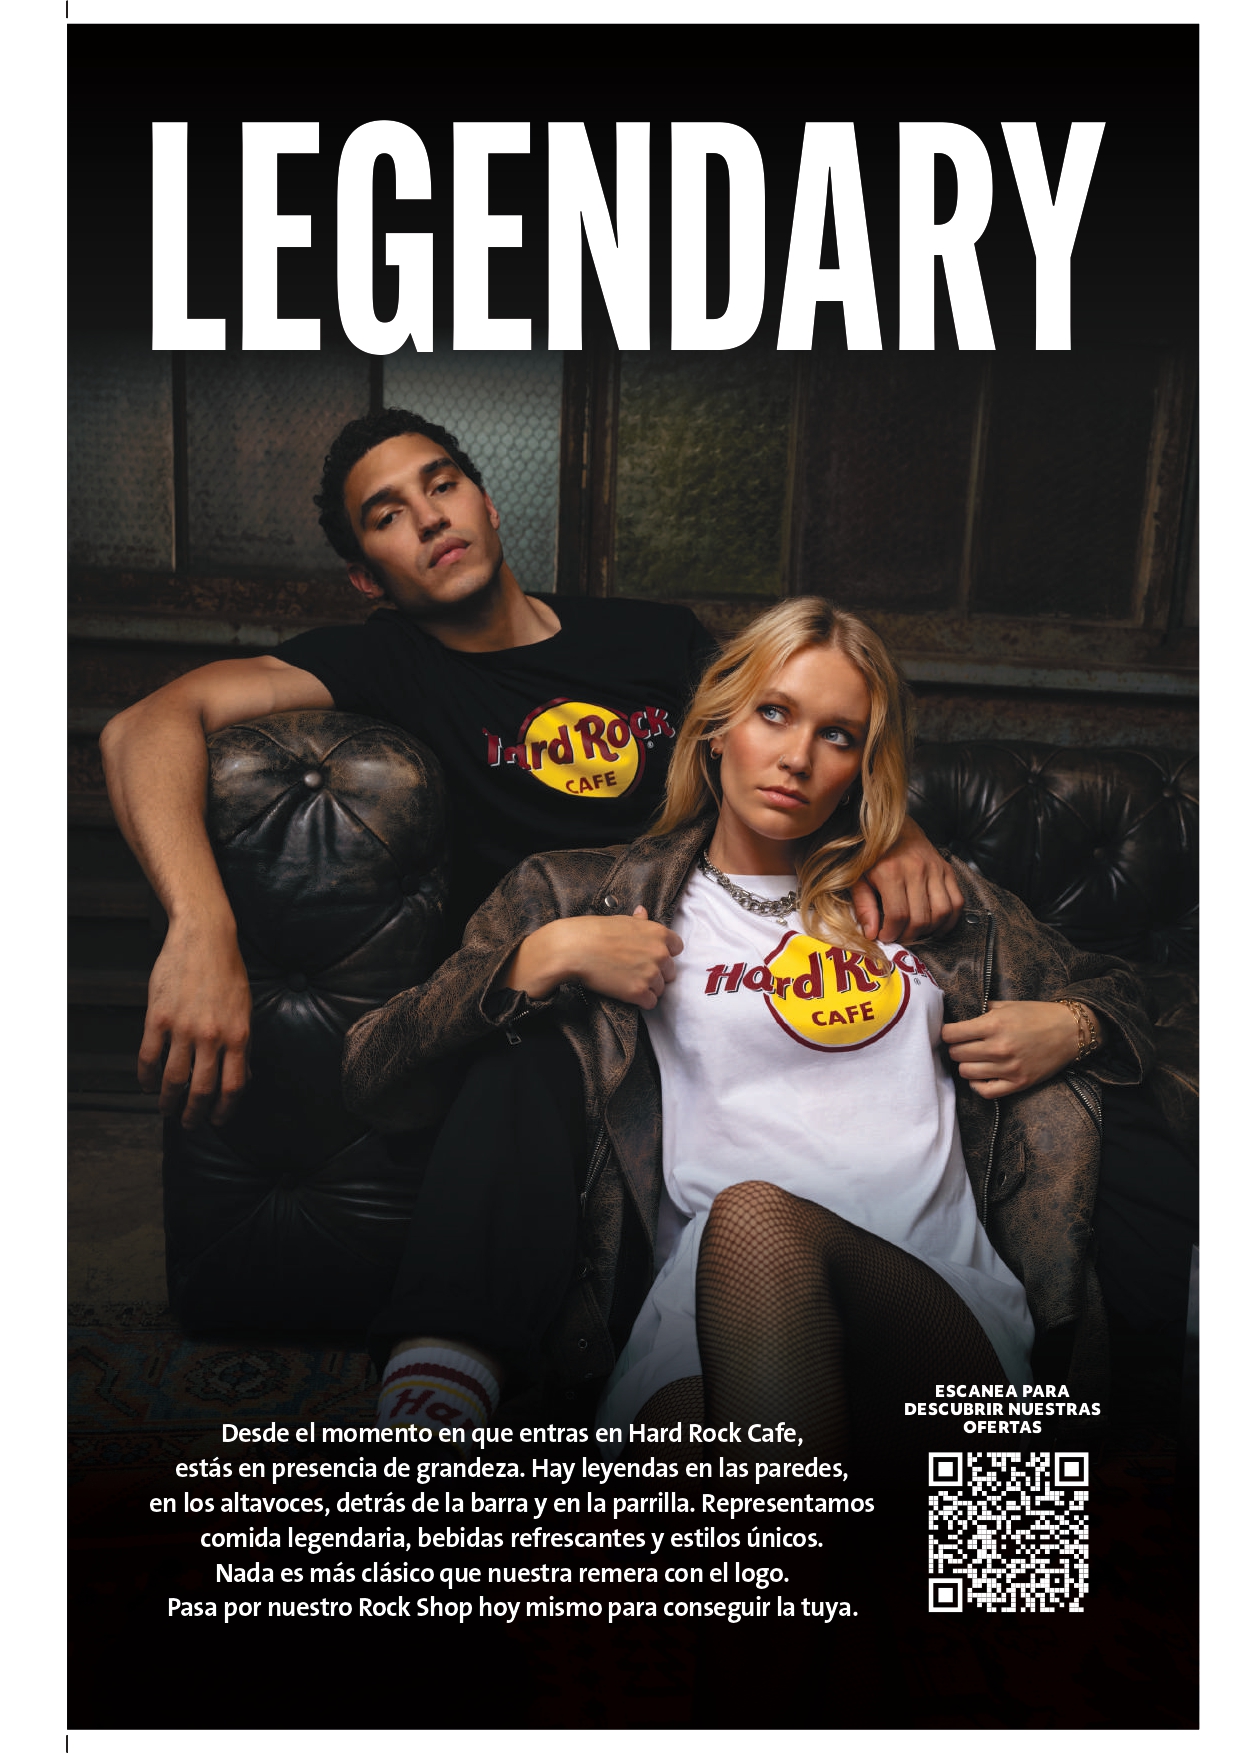 LEGENDARY
Hard Rock
CAFE
®
Hard Rock
CAFE
®
Ha
ESCANEA PARA
DESCUBRIR NUESTRAS
OFERTAS
Desde el momento en que entras en Hard Rock Cafe,
estás en presencia de grandeza. Hay leyendas en las paredes,
en los altavoces, detrás de la barra y en la parrilla. Representamos
comida legendaria, bebidas refrescantes y estilos únicos.
Nada es más clásico que nuestra remera con el logo.
Pasa por nuestro Rock Shop hoy mismo para conseguir la tuya.